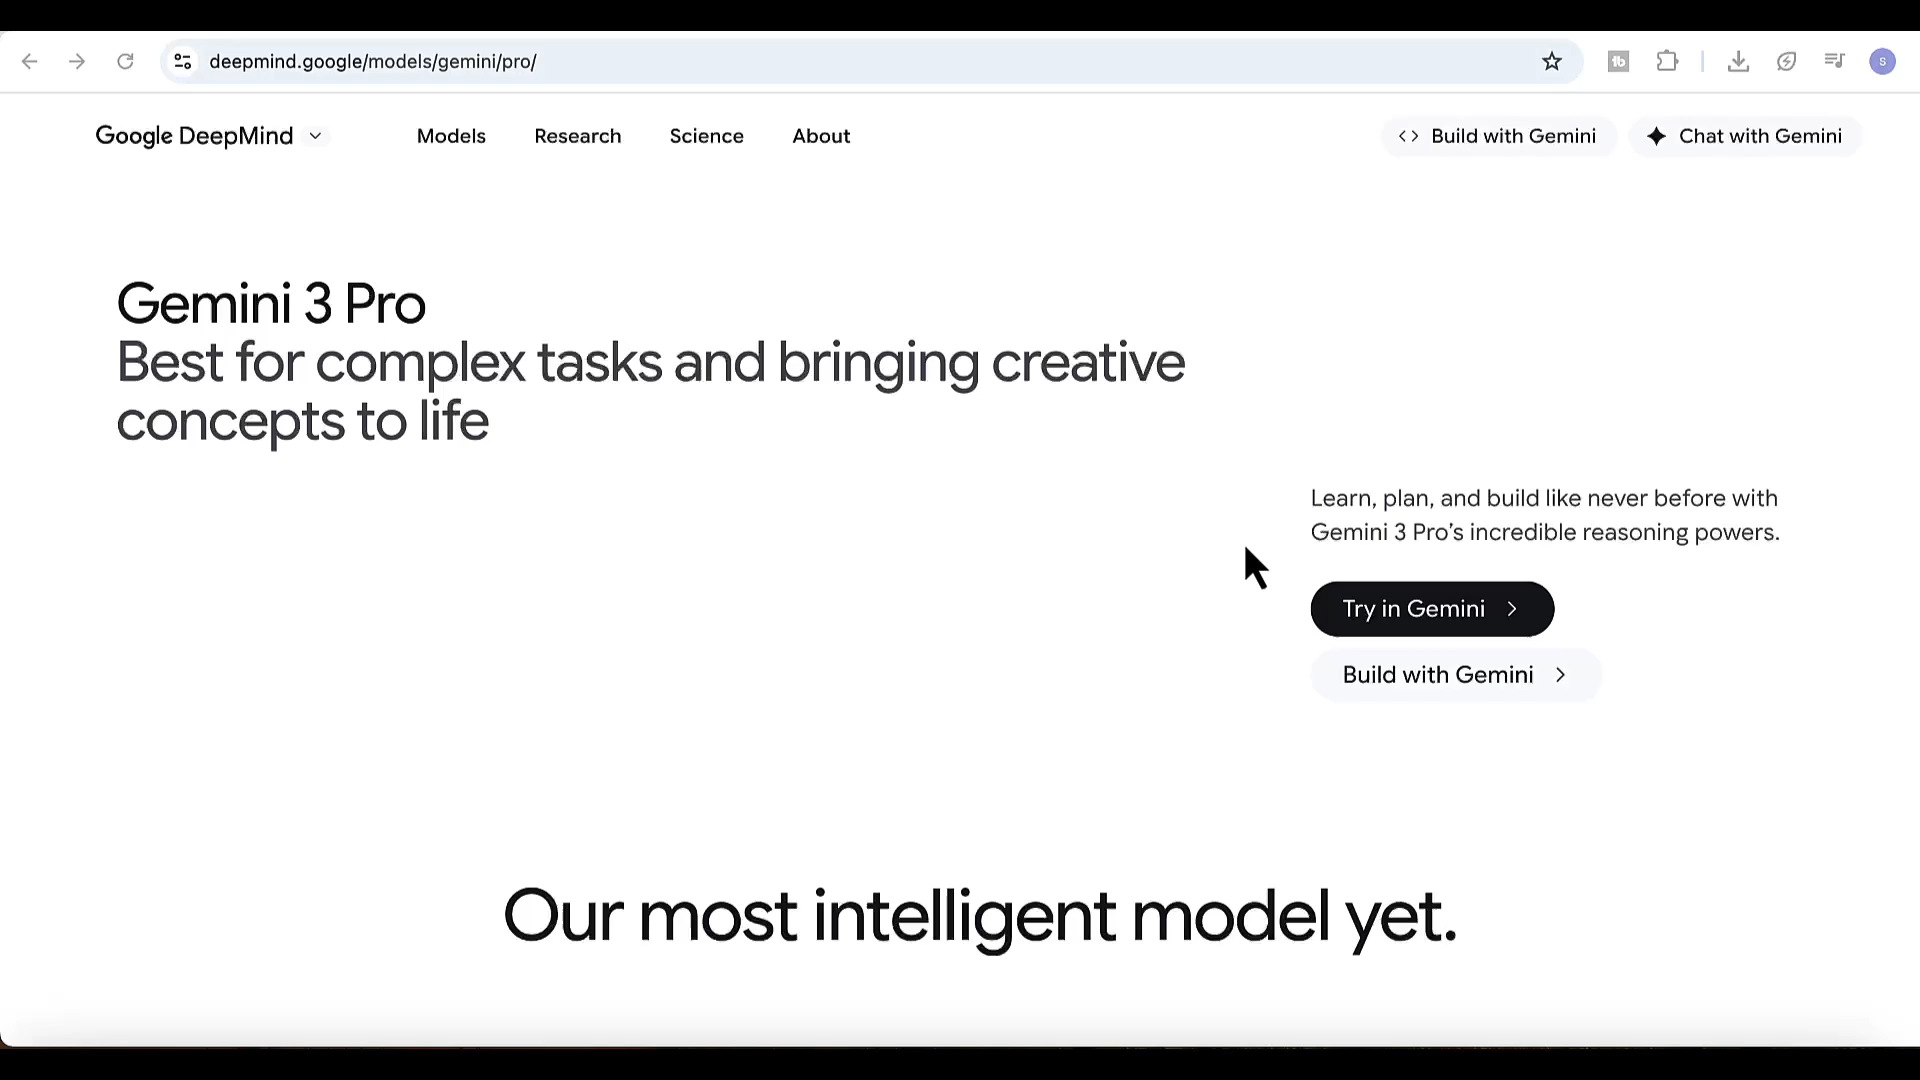 deepmind.google/models/gemini/pro/
tb
S
Google DeepMind
Models
Research
Science
About
Build with Gemini
Chat with Gemini
Gemini 3 Pro
Best for complex tasks and bringing creative
concepts to life
Learn, plan, and build like never before with
Gemini 3 Pro’s incredible reasoning powers.
Try in Gemini
Build with Gemini
Our most intelligent model yet.